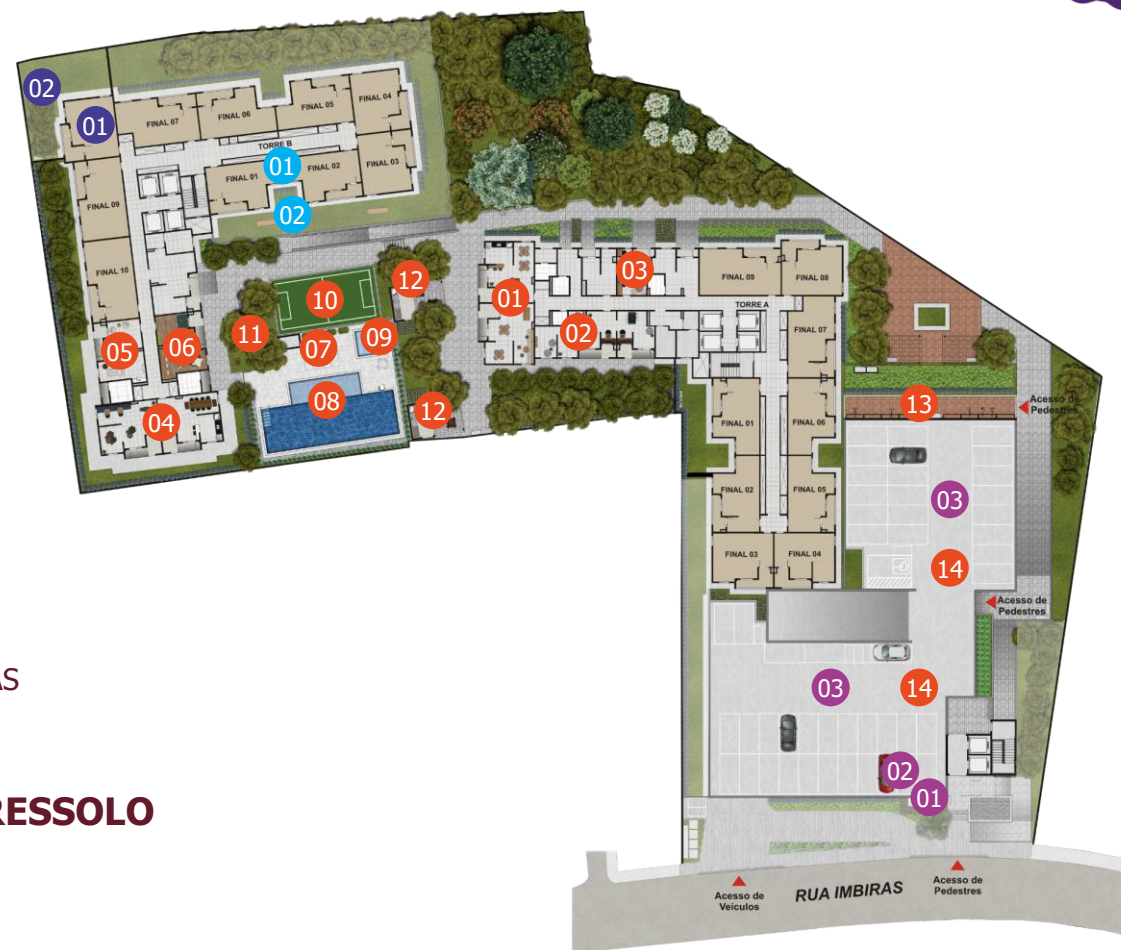 02
01
FINAL 07
FINAL 06
FINAL 05
FINAL 04
TORRE B
01
FINAL 01
FINAL 02
FINAL 03
02
FINAL 09
FINAL 10
05
06
04
11
10
07
09
08
12
12
01
02
03
FINAL 09
FINAL 08
TORRE A
FINAL 07
FINAL 01
FINAL 06
FINAL 02
FINAL 05
FINAL 03
FINAL 04
13
Acesso de
Pedestres
03
14
Acesso de
Pedestres
03
14
02
01
AS
RESSOLO
Acesso de
Veículos
RUA IMBIRAS
Acesso de
Pedestres